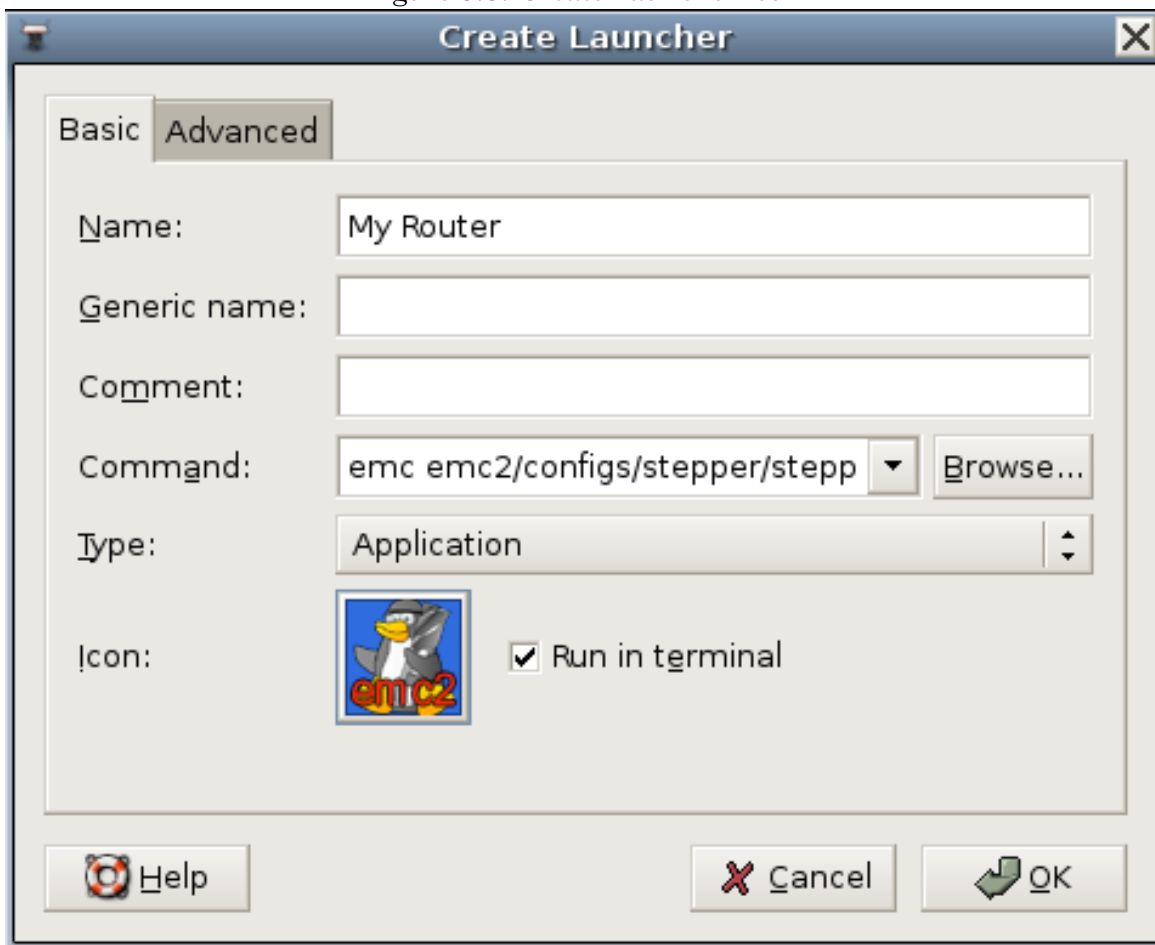 Create Launcher
Basic Advanced
Name: My Router
Generic name:
Comment:
Command: emc emc2/configs/stepper/stepp Browse...
Type: Application
Icon: emc2 Run in terminal
Help Cancel OK